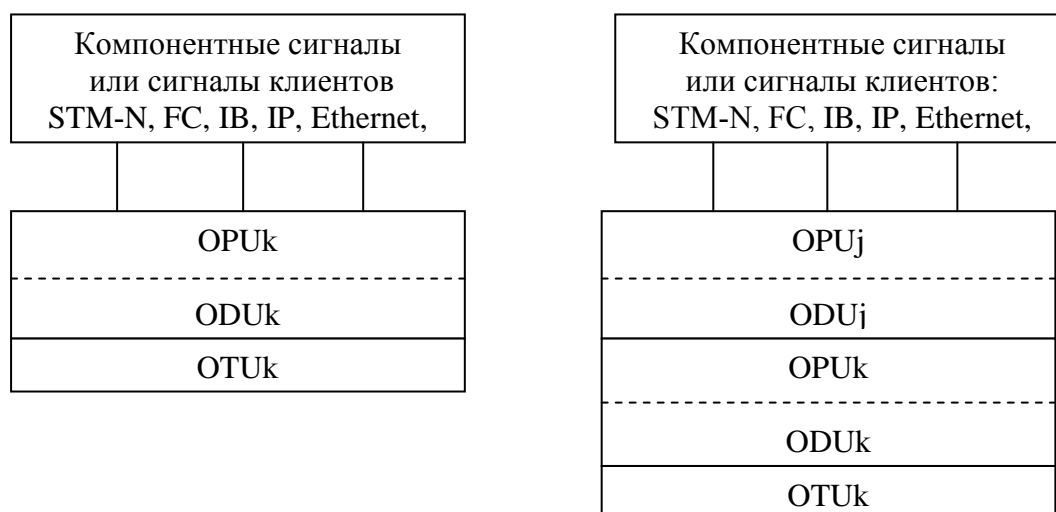 Компонентные сигналы
или сигналы клиентов
STM-N, FC, IB, IP, Ethernet,
OPUk
ODUk
OTUk
Компонентные сигналы
или сигналы клиентов:
STM-N, FC, IB, IP, Ethernet,
OPUj
ODUj
OPUk
ODUk
OTUk